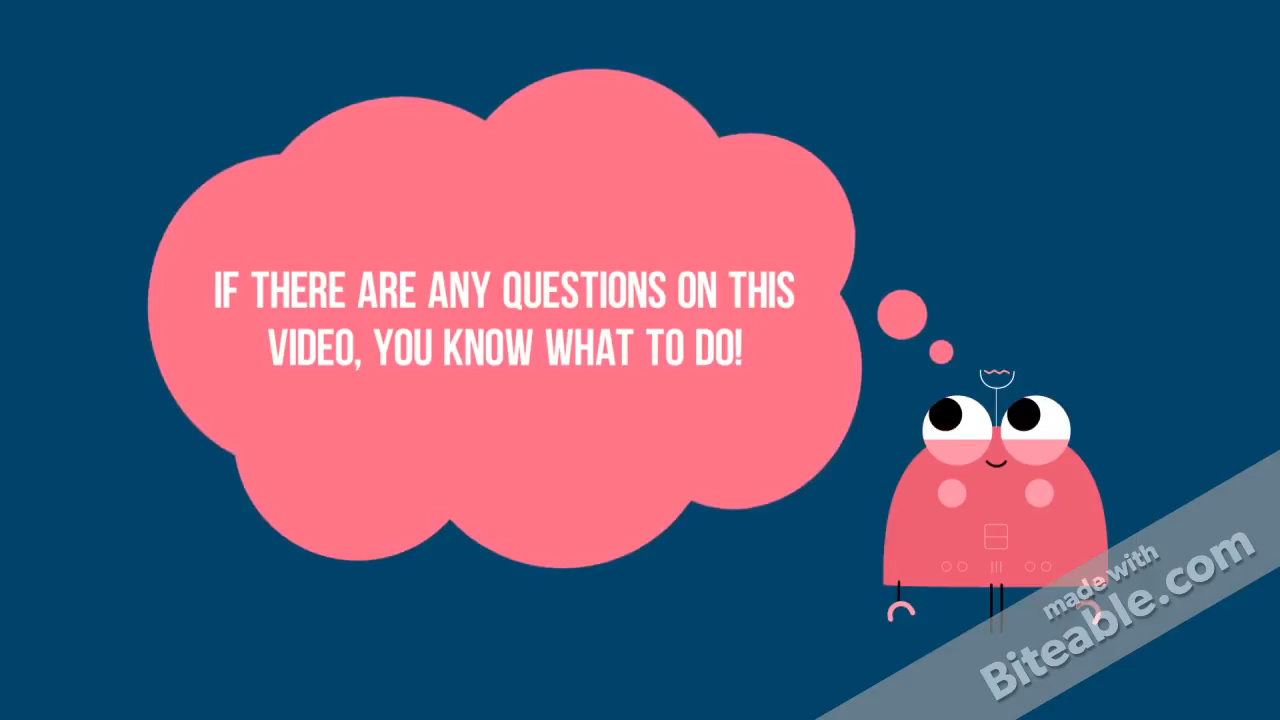 IF THERE ARE ANY QUESTIONS ON THIS
VIDEO, YOU KNOW WHAT TO DO!
made with
Biteable.com